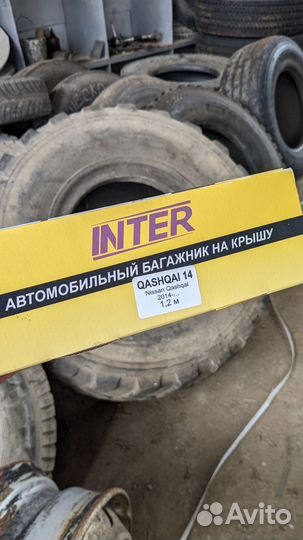 INTER
АВТОМОБИЛЬНЫЙ БАГАЖНИК НА КРЫШУ
QASHQAI 14
Nissan Qashqai
2014-...
1,2 м
Avito